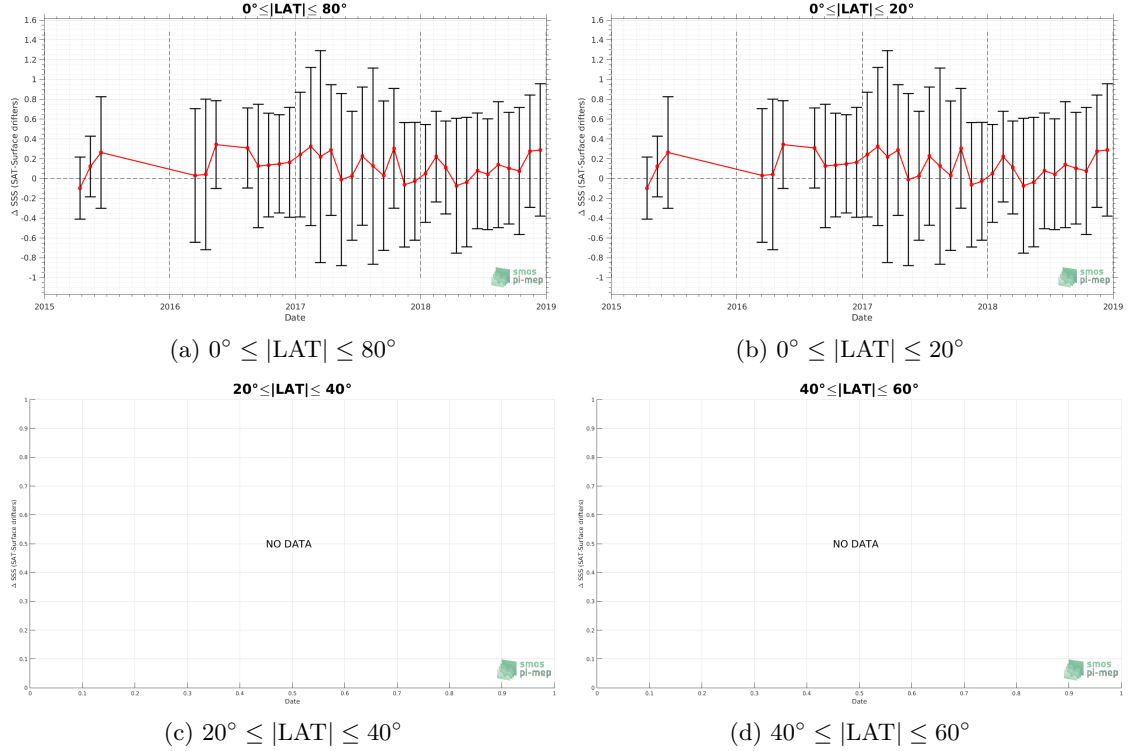 0°≤|LAT|≤ 80°
Δ SSS (SAT-Surface drifters)
1.6
1.4
1.2
1
0.8
0.6
0.4
0.2
0
-0.2
-0.4
-0.6
-0.8
-1
2015 2016 2017 2018 2019
Date
smos
pi-mep
(a) 0° ≤ |LAT| ≤ 80°
0°≤|LAT|≤ 20°
Δ SSS (SAT-Surface drifters)
1.6
1.4
1.2
1
0.8
0.6
0.4
0.2
0
-0.2
-0.4
-0.6
-0.8
-1
2015 2016 2017 2018 2019
Date
smos
pi-mep
(b) 0° ≤ |LAT| ≤ 20°
20°≤|LAT|≤ 40°
Δ SSS (SAT-Surface drifters)
1
0.9
0.8
0.7
0.6
0.5
0.4
0.3
0.2
0.1
0
NO DATA
0 0.1 0.2 0.3 0.4 0.5 0.6 0.7 0.8 0.9 1
Date
smos
pi-mep
(c) 20° ≤ |LAT| ≤ 40°
40°≤|LAT|≤ 60°
Δ SSS (SAT-Surface drifters)
1
0.9
0.8
0.7
0.6
0.5
0.4
0.3
0.2
0.1
0
NO DATA
0 0.1 0.2 0.3 0.4 0.5 0.6 0.7 0.8 0.9 1
Date
smos
pi-mep
(d) 40° ≤ |LAT| ≤ 60°